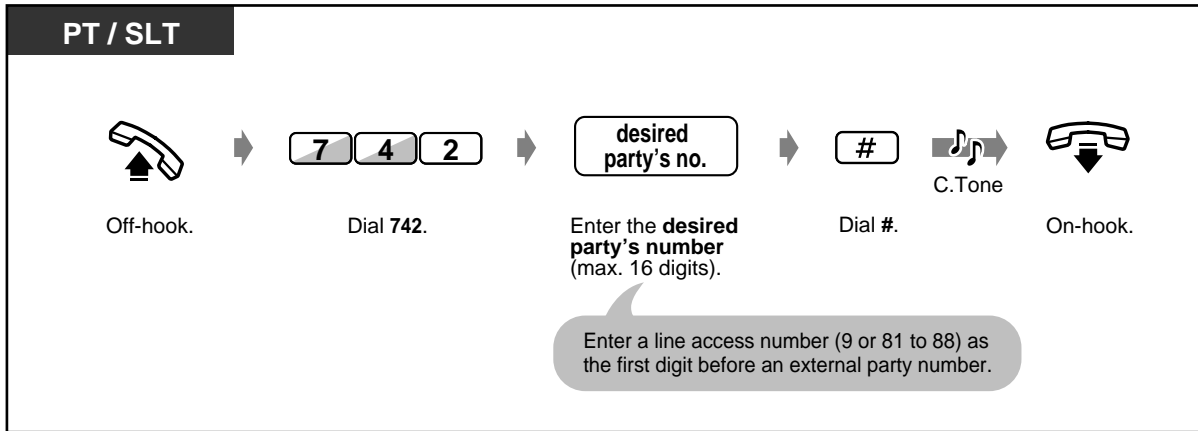 PT / SLT
7 4 2
desired
party's no.
#
C.Tone
Off-hook.
Dial 742.
Enter the desired
party's number
(max. 16 digits).
Dial #.
On-hook.
Enter a line access number (9 or 81 to 88) as
the first digit before an external party number.